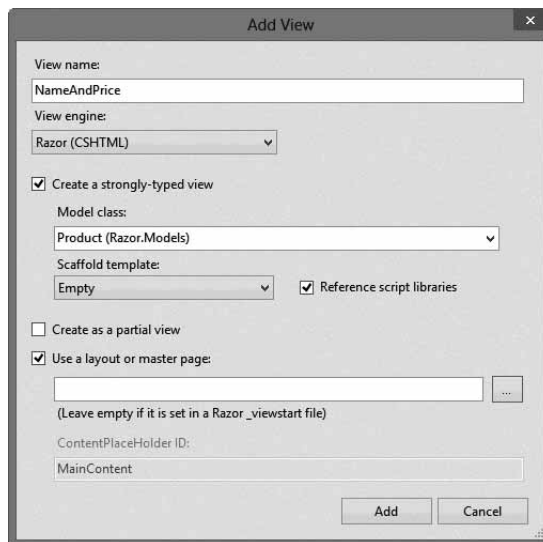 Add View
View name:
NameAndPrice
View engine:
Razor (CSHTML)
Create a strongly-typed view
Model class:
Product (Razor.Models)
Scaffold template:
Empty
Reference script libraries
Create as a partial view
Use a layout or master page:
...
(Leave empty if it is set in a Razor _viewstart file)
ContentPlaceHolder ID:
MainContent
Add Cancel